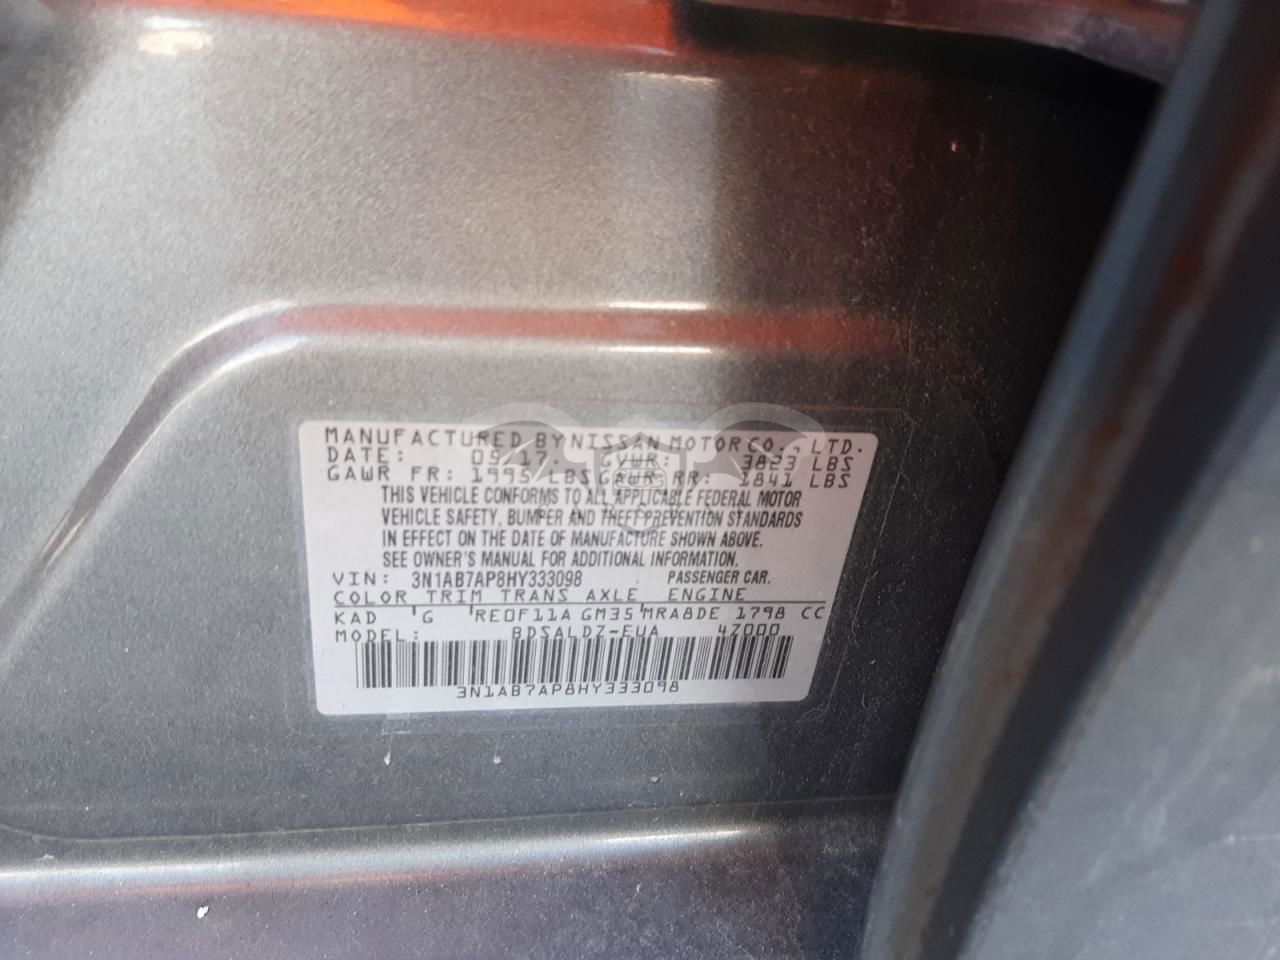 MANUFACTURED BY NISSAN MOTOR CO., LTD.
DATE: 05/17. GVWR: 3823 LBS
GAWR FR: 1995 LBS GAWR RR: 1841 LBS
THIS VEHICLE CONFORMS TO ALL APPLICABLE FEDERAL MOTOR
VEHICLE SAFETY, BUMPER AND THEFT PREVENTION STANDARDS
IN EFFECT ON THE DATE OF MANUFACTURE SHOWN ABOVE.
SEE OWNER'S MANUAL FOR ADDITIONAL INFORMATION.
VIN: 3N1AB7AP8HY333098 PASSENGER CAR.
COLOR TRIM TRANS AXLE ENGINE
KAD G RE0F11A GM35 MRA8DE 1798 CC
MODEL: BDSALDZ-EUA 4Z000
3N1AB7AP8HY333098